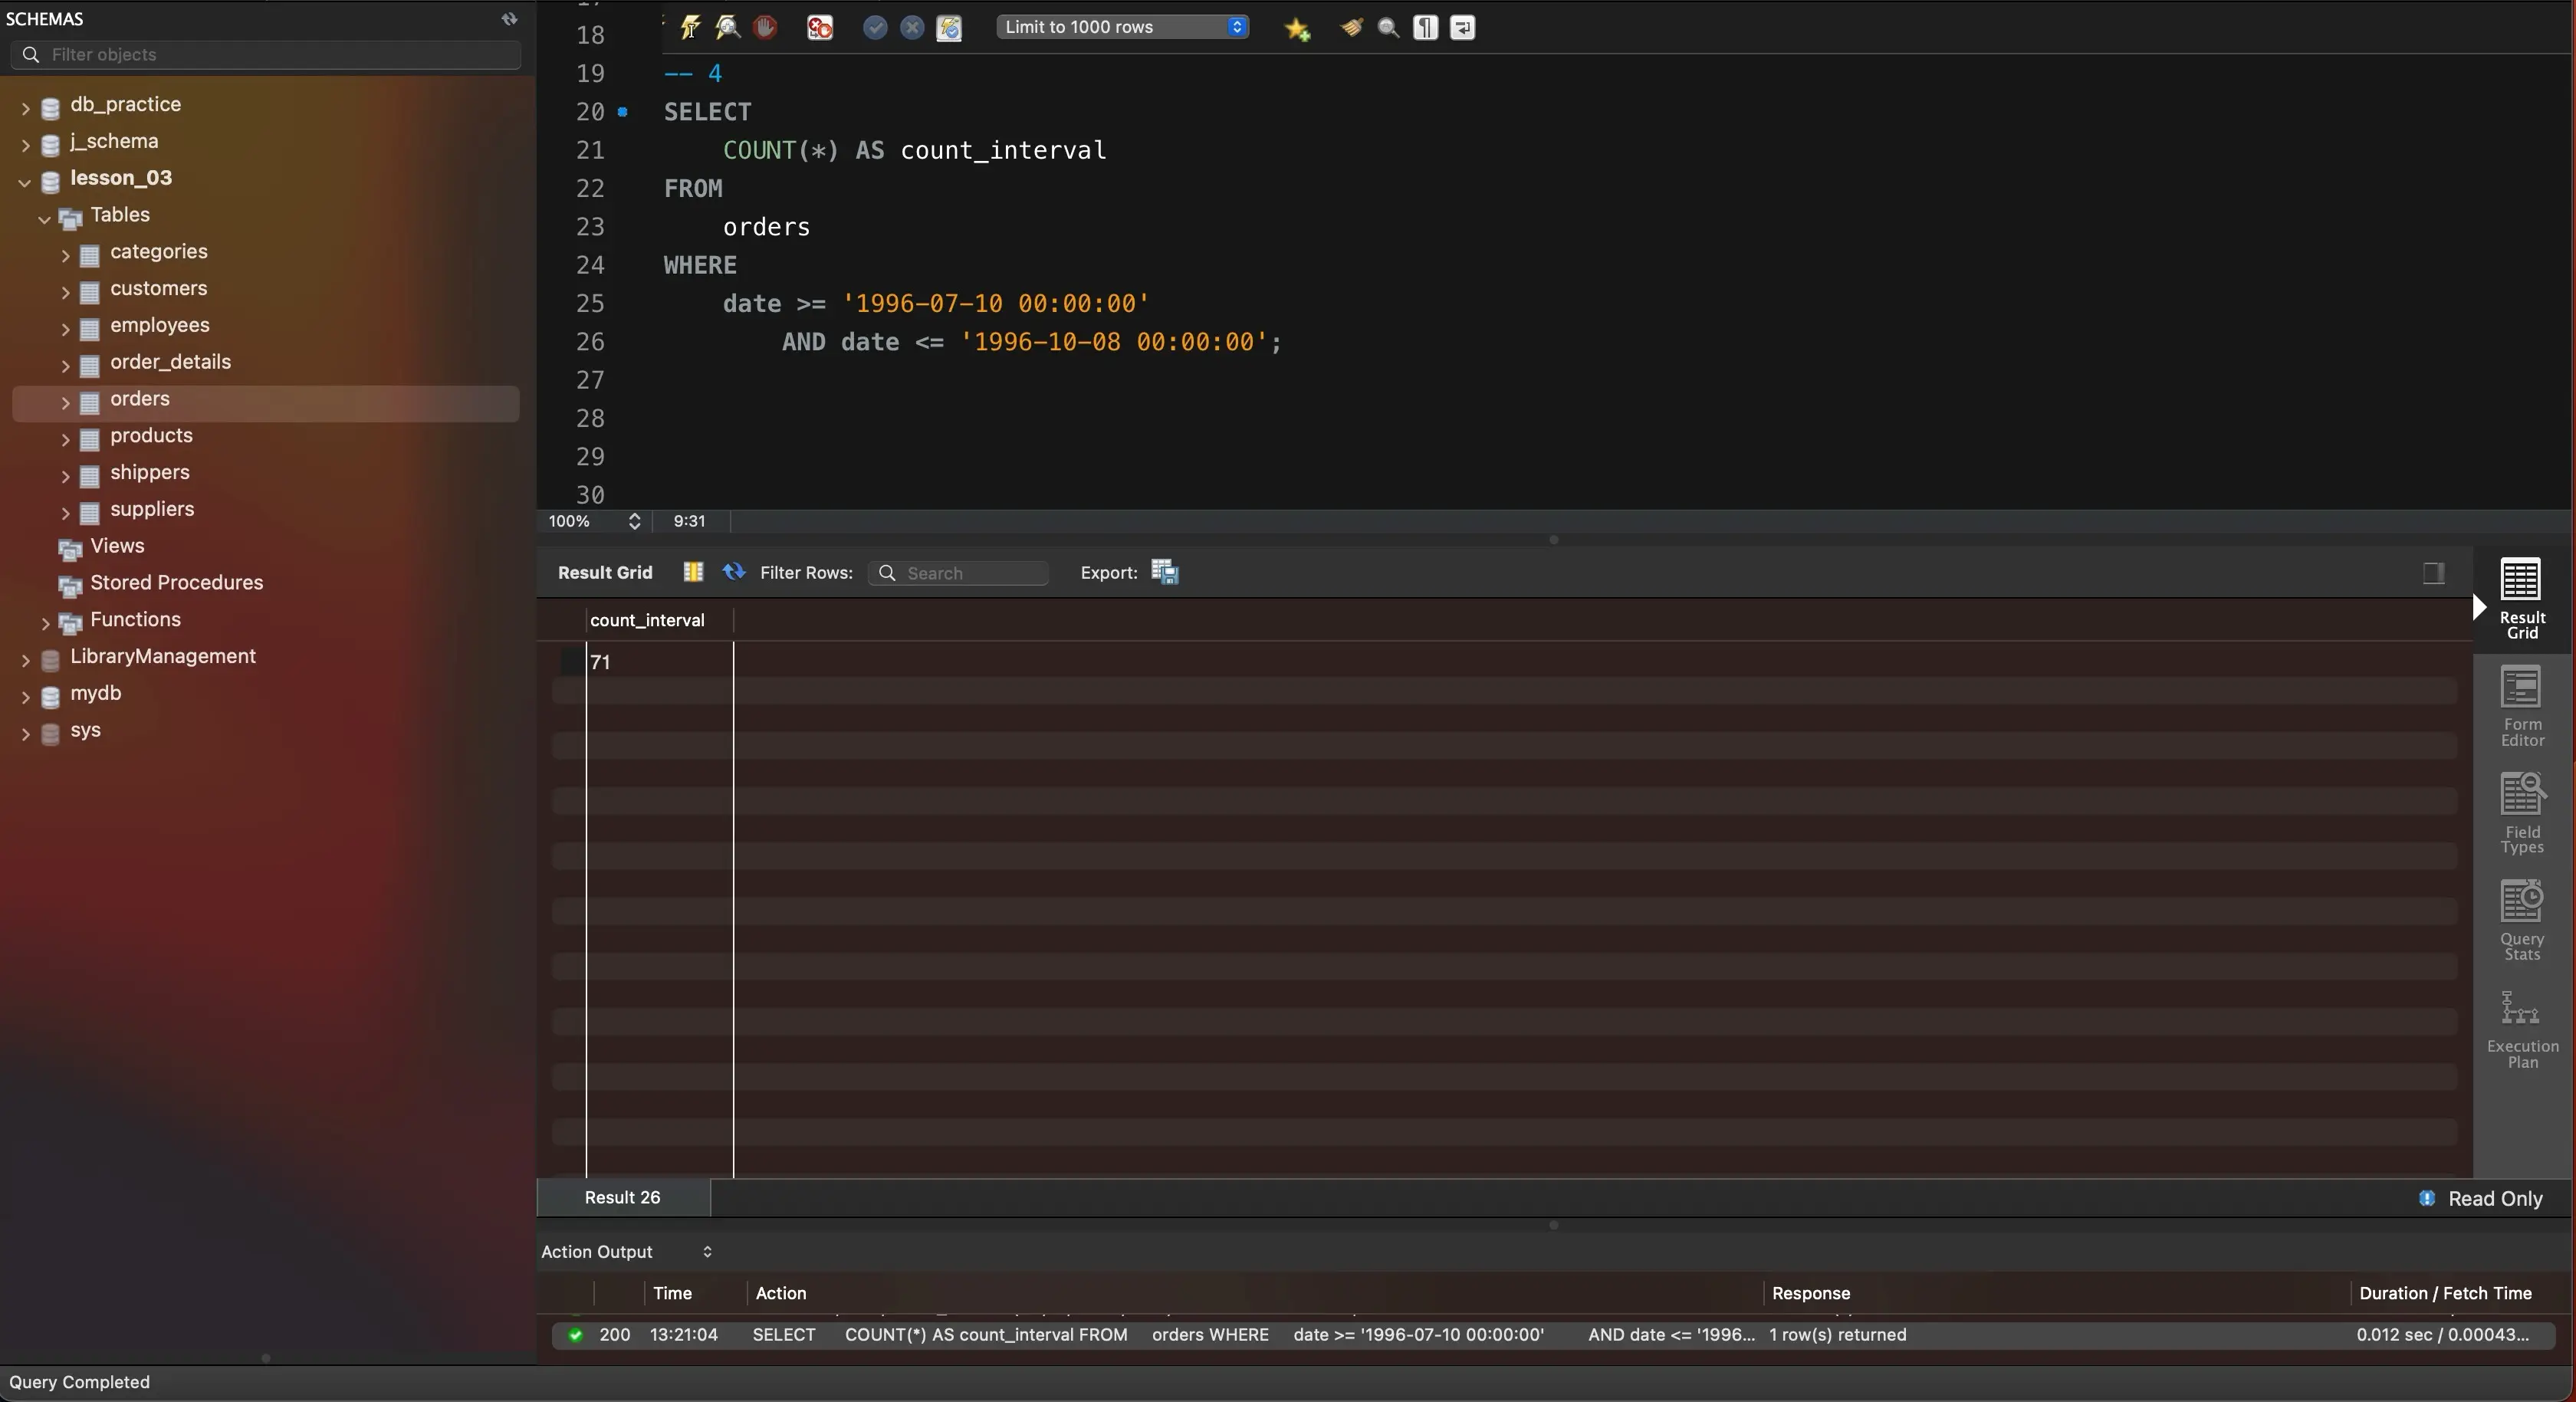 SCHEMAS
Filter objects
db_practice
j_schema
lesson_03
Tables
categories
customers
employees
order_details
orders
products
shippers
suppliers
Views
Stored Procedures
Functions
LibraryManagement
mydb
sys
Limit to 1000 rows
18
19 -- 4
20 SELECT
21 COUNT(*) AS count_interval
22 FROM
23 orders
24 WHERE
25 date >= '1996-07-10 00:00:00'
26 AND date <= '1996-10-08 00:00:00';
27
28
29
30
100% 9:31
Result Grid Filter Rows: Search Export:
count_interval
71
Result Grid
Form Editor
Field Types
Query Stats
Execution Plan
Result 26 Read Only
Action Output
Time Action Response Duration / Fetch Time
200 13:21:04 SELECT COUNT(*) AS count_interval FROM orders WHERE date >= '1996-07-10 00:00:00' AND date <= '1996... 1 row(s) returned 0.012 sec / 0.00043...
Query Completed